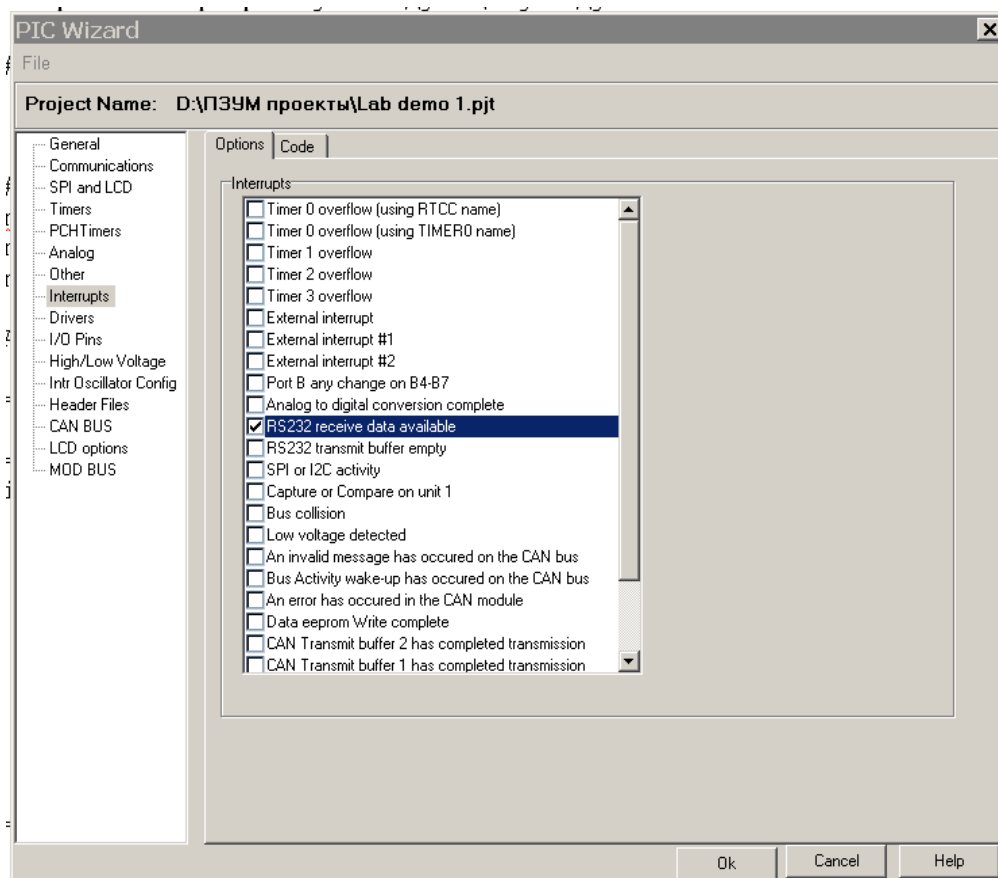 PIC Wizard
File
Project Name: D:\ПЗУМ проекты\Lab demo 1.pjt
General
Communications
SPI and LCD
Timers
PCHTimers
Analog
Other
Interrupts
Drivers
I/O Pins
High/Low Voltage
Intr Oscillator Config
Header Files
CAN BUS
LCD options
MOD BUS
Options
Code
Interrupts
Timer 0 overflow (using RTCC name)
Timer 0 overflow (using TIMER0 name)
Timer 1 overflow
Timer 2 overflow
Timer 3 overflow
External interrupt
External interrupt #1
External interrupt #2
Port B any change on B4-B7
Analog to digital conversion complete
RS232 receive data available
RS232 transmit buffer empty
SPI or I2C activity
Capture or Compare on unit 1
Bus collision
Low voltage detected
An invalid message has occured on the CAN bus
Bus Activity wake-up has occured on the CAN bus
An error has occured in the CAN module
Data eeprom Write complete
CAN Transmit buffer 2 has completed transmission
CAN Transmit buffer 1 has completed transmission
Ok
Cancel
Help